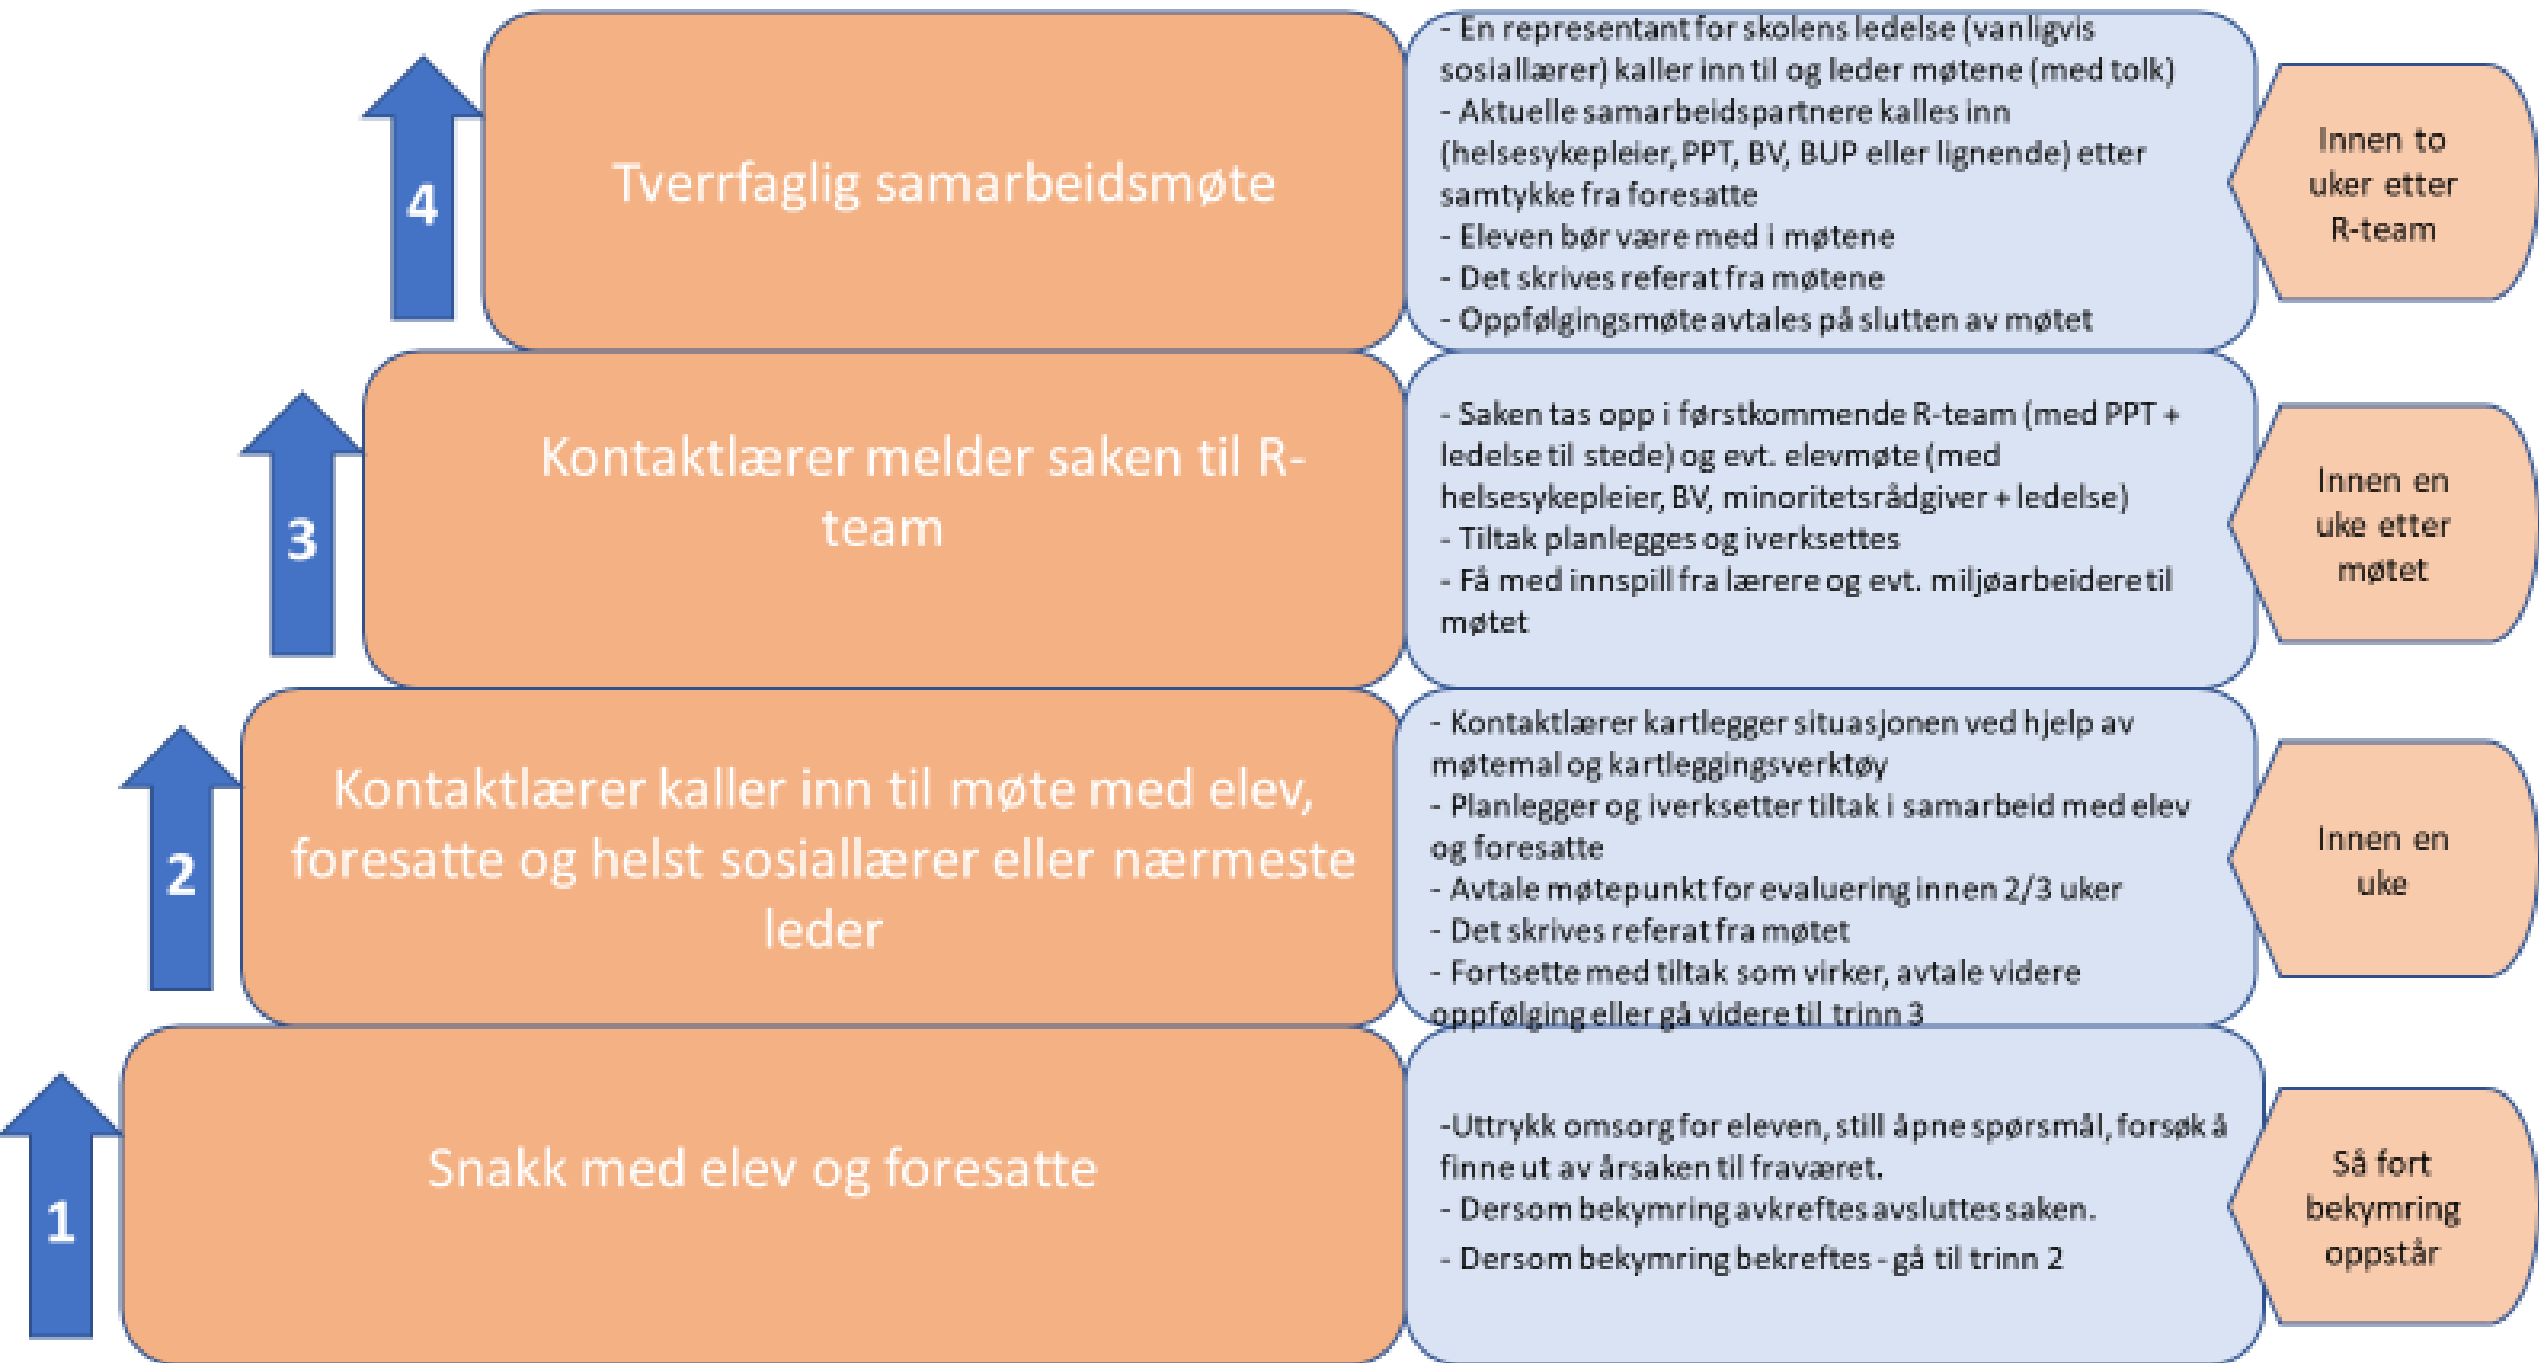 4
Tverrfaglig samarbeidsmøte
- En representant for skolens ledelse (vanligvis
sosiallærer) kaller inn til og leder møtene (med tolk)
- Aktuelle samarbeidspartnere kalles inn
(helsesykepleier, PPT, BV, BUP eller lignende) etter
samtykke fra foresatte
- Eleven bør være med i møtene
- Det skrives referat fra møtene
- Oppfølgingsmøte avtales på slutten av møtet
Innen to
uker etter
R-team
3
Kontaktlærer melder saken til R-
team
- Saken tas opp i førstkommende R-team (med PPT +
ledelse til stede) og evt. elevmøte (med
helsesykepleier, BV, minoritetsrådgiver + ledelse)
- Tiltak planlegges og iverksettes
- Få med innspill fra lærere og evt. miljøarbeidere til
møtet
Innen en
uke etter
møtet
2
Kontaktlærer kaller inn til møte med elev,
foresatte og helst sosiallærer eller nærmeste
leder
- Kontaktlærer kartlegger situasjonen ved hjelp av
møtemal og kartleggingsverktøy
- Planlegger og iverksetter tiltak i samarbeid med elev
og foresatte
- Avtale møtepunkt for evaluering innen 2/3 uker
- Det skrives referat fra møtet
- Fortsette med tiltak som virker, avtale videre
oppfølging eller gå videre til trinn 3
Innen en
uke
1
Snakk med elev og foresatte
-Uttrykk omsorg for eleven, still åpne spørsmål, forsøk å
finne ut av årsaken til fraværet.
- Dersom bekymring avkreftes avsluttes saken.
- Dersom bekymring bekreftes - gå til trinn 2
Så fort
bekymring
oppstår